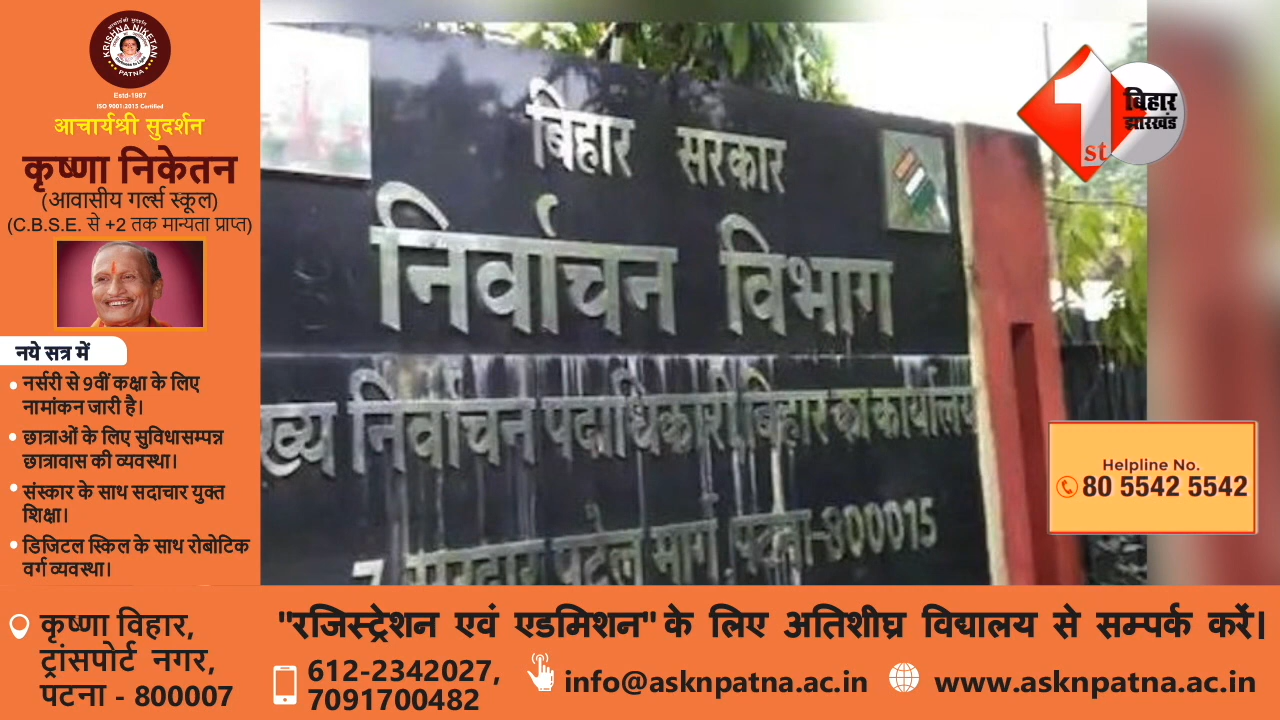 KRISHNA NIKETAN
PATNA
Estd-1987
ISO 9001:2015 Certified
आचार्यश्री सुदर्शन
कृष्णा निकेतन
(आवासीय गर्ल्स स्कूल)
(C.B.S.E. से +2 तक मान्यता प्राप्त)
नये सत्र में
नर्सरी से 9वीं कक्षा के लिए
नामांकन जारी है।
छात्राओं के लिए सुविधासम्पन्न
छात्रावास की व्यवस्था।
संस्कार के साथ सदाचार युक्त
शिक्षा।
डिजिटल स्किल के साथ रोबोटिक
वर्ग व्यवस्था।
बिहार सरकार
निर्वाचन विभाग
ख्य निर्वाचन पदाधिकारी, बिहार का कार्यालय
7, सरदार पटेल मार्ग, पटना-800015
1st
बिहार
झारखंड
Helpline No.
80 5542 5542
कृष्णा विहार,
ट्रांसपोर्ट नगर,
पटना - 800007
"रजिस्ट्रेशन एवं एडमिशन" के लिए अतिशीघ्र विद्यालय से सम्पर्क करें।
612-2342027,
7091700482
info@asknpatna.ac.in
www.asknpatna.ac.in